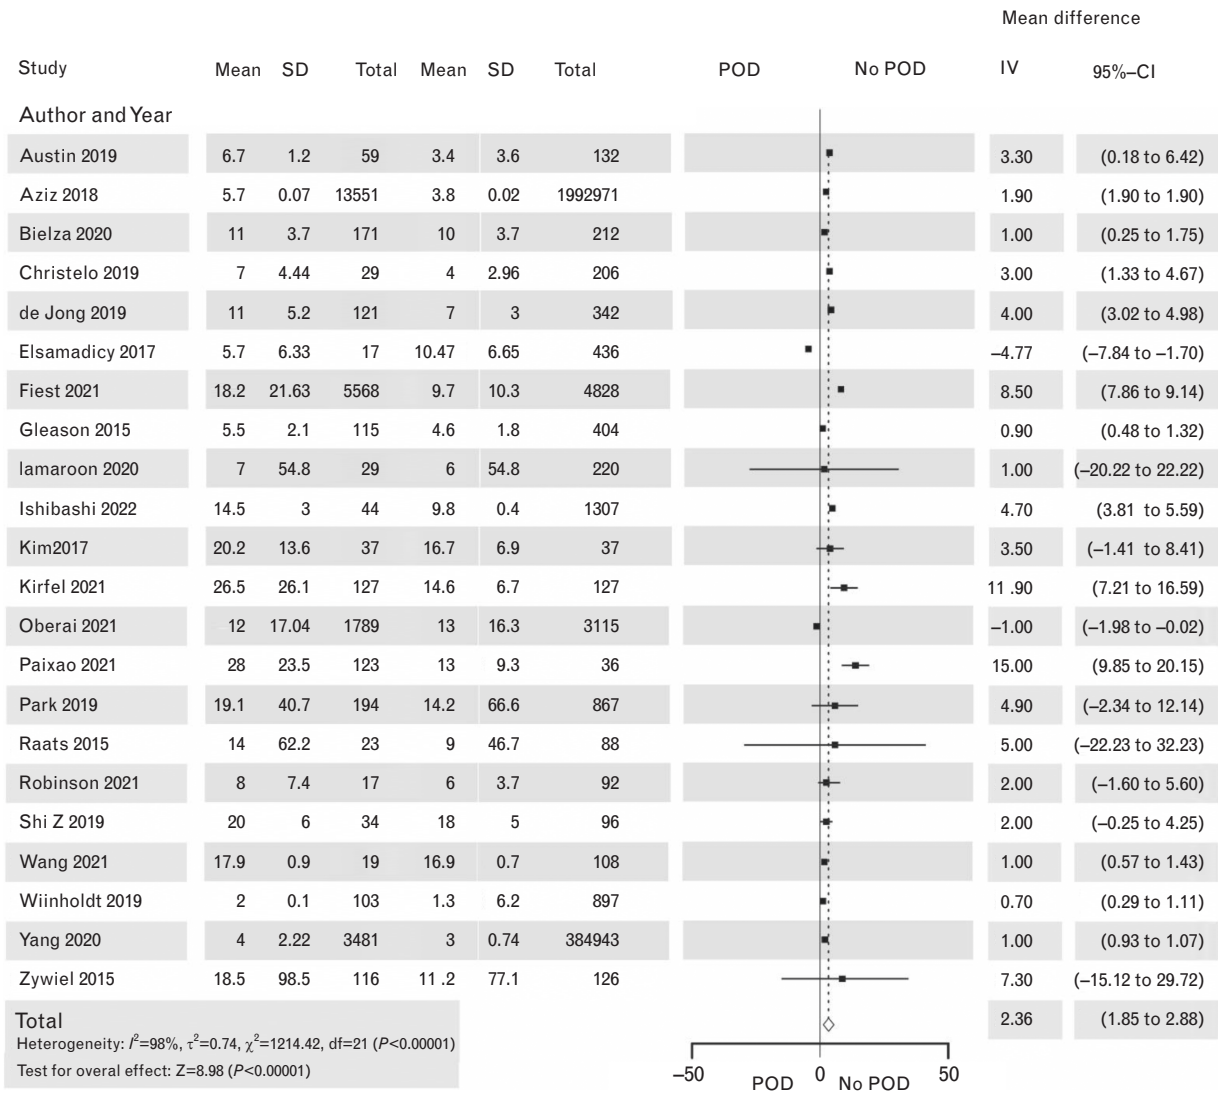 Mean difference
Study Mean SD Total Mean SD Total POD No POD IV 95%–CI
Author and Year
Austin 2019 6.7 1.2 59 3.4 3.6 132 3.30 (0.18 to 6.42)
Aziz 2018 5.7 0.07 13551 3.8 0.02 1992971 1.90 (1.90 to 1.90)
Bielza 2020 11 3.7 171 10 3.7 212 1.00 (0.25 to 1.75)
Christelo 2019 7 4.44 29 4 2.96 206 3.00 (1.33 to 4.67)
de Jong 2019 11 5.2 121 7 3 342 4.00 (3.02 to 4.98)
Elsamadicy 2017 5.7 6.33 17 10.47 6.65 436 –4.77 (–7.84 to –1.70)
Fiest 2021 18.2 21.63 5568 9.7 10.3 4828 8.50 (7.86 to 9.14)
Gleason 2015 5.5 2.1 115 4.6 1.8 404 0.90 (0.48 to 1.32)
Iamaroon 2020 7 54.8 29 6 54.8 220 1.00 (–20.22 to 22.22)
Ishibashi 2022 14.5 3 44 9.8 0.4 1307 4.70 (3.81 to 5.59)
Kim2017 20.2 13.6 37 16.7 6.9 37 3.50 (–1.41 to 8.41)
Kirfel 2021 26.5 26.1 127 14.6 6.7 127 11 .90 (7.21 to 16.59)
Oberai 2021 12 17.04 1789 13 16.3 3115 –1.00 (–1.98 to –0.02)
Paixao 2021 28 23.5 123 13 9.3 36 15.00 (9.85 to 20.15)
Park 2019 19.1 40.7 194 14.2 66.6 867 4.90 (–2.34 to 12.14)
Raats 2015 14 62.2 23 9 46.7 88 5.00 (–22.23 to 32.23)
Robinson 2021 8 7.4 17 6 3.7 92 2.00 (–1.60 to 5.60)
Shi Z 2019 20 6 34 18 5 96 2.00 (–0.25 to 4.25)
Wang 2021 17.9 0.9 19 16.9 0.7 108 1.00 (0.57 to 1.43)
Wiinholdt 2019 2 0.1 103 1.3 6.2 897 0.70 (0.29 to 1.11)
Yang 2020 4 2.22 3481 3 0.74 384943 1.00 (0.93 to 1.07)
Zywiel 2015 18.5 98.5 116 11 .2 77.1 126 7.30 (–15.12 to 29.72)
Total 2.36 (1.85 to 2.88)
Heterogeneity: I²=98%, τ²=0.74, χ²=1214.42, df=21 (P<0.00001)
Test for overal effect: Z=8.98 (P<0.00001)
–50 0 50
POD No POD